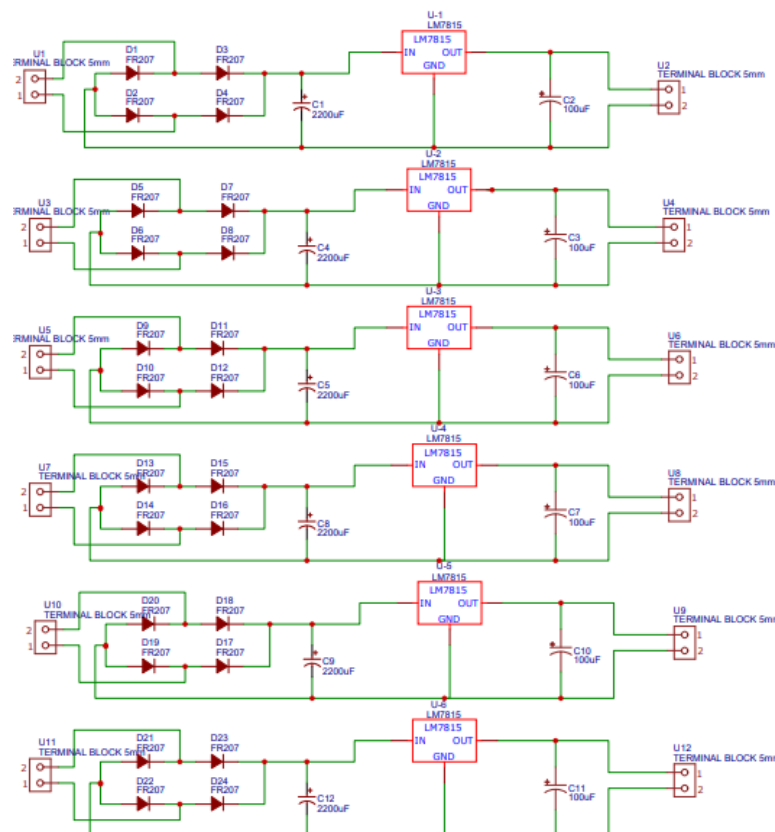 U-1
LM7815
LM7815
IN OUT
GND
U1
TERMINAL BLOCK 5mm
2
1
D1
FR207
D3
FR207
D2
FR207
D4
FR207
C1
2200uF
C2
100uF
U2
TERMINAL BLOCK 5mm
1
2
U-2
LM7815
LM7815
IN OUT
GND
U3
ERMINAL BLOCK 5mm
2
1
D5
FR207
D7
FR207
D6
FR207
D8
FR207
C4
2200uF
C3
100uF
U4
TERMINAL BLOCK 5mm
1
2
U-3
LM7815
LM7815
IN OUT
GND
U5
ERMINAL BLOCK 5mm
2
1
D9
FR207
D11
FR207
D10
FR207
D12
FR207
C5
2200uF
C6
100uF
U6
TERMINAL BLOCK 5mm
1
2
U-4
LM7815
LM7815
IN OUT
GND
U7
TERMINAL BLOCK 5mm
2
1
D13
FR207
D15
FR207
D14
FR207
D16
FR207
C8
2200uF
C7
100uF
U8
TERMINAL BLOCK 5mm
1
2
U-5
LM7815
LM7815
IN OUT
GND
U10
TERMINAL BLOCK 5mm
2
1
D20
FR207
D18
FR207
D19
FR207
D17
FR207
C9
2200uF
C10
100uF
U9
TERMINAL BLOCK 5mm
1
2
U-6
LM7815
LM7815
IN OUT
GND
U11
TERMINAL BLOCK 5mm
2
1
D21
FR207
D23
FR207
D22
FR207
D24
FR207
C12
2200uF
C11
100uF
U12
TERMINAL BLOCK 5mm
1
2